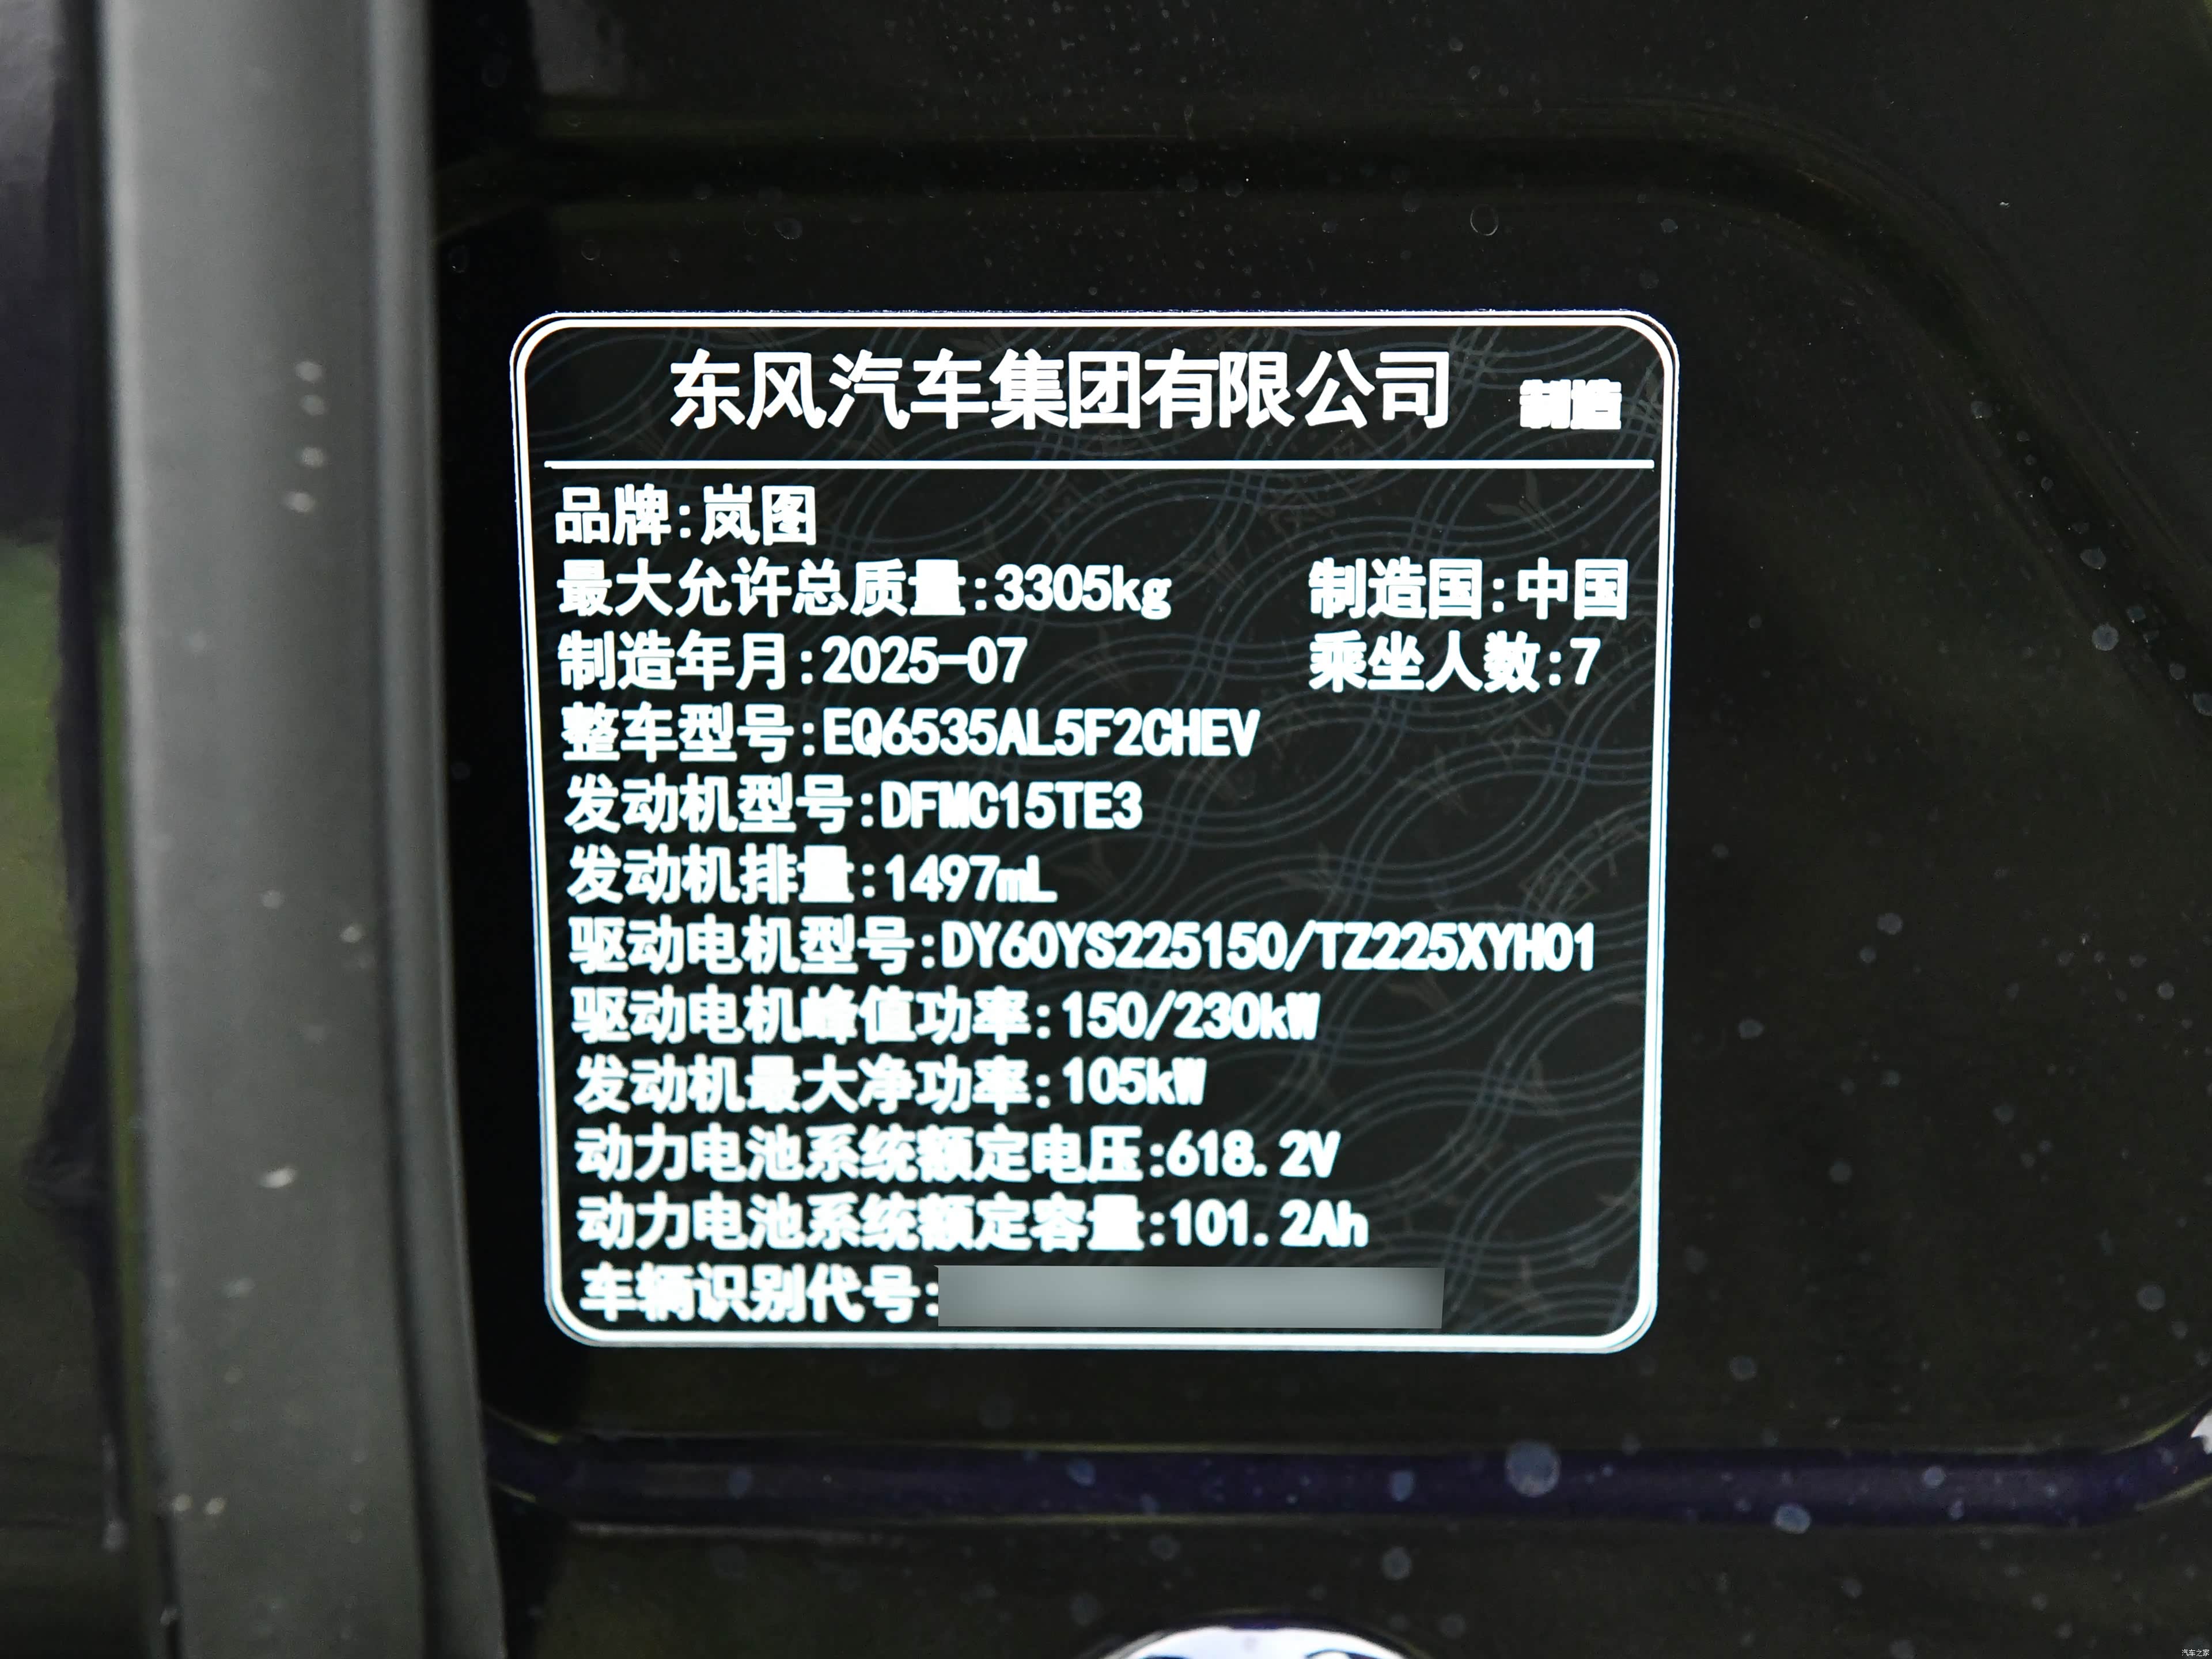 东风汽车集团有限公司 制造
品牌:岚图
最大允许总质量:3305kg 制造国:中国
制造年月:2025-07 乘坐人数:7
整车型号:EQ6535AL5F2CHEV
发动机型号:DFMC15TE3
发动机排量:1497mL
驱动电机型号:DY60YS225150/TZ225XYH01
驱动电机峰值功率:150/230kW
发动机最大净功率:105kW
动力电池系统额定电压:618.2V
动力电池系统额定容量:101.2Ah
车辆识别代号:
汽车之家